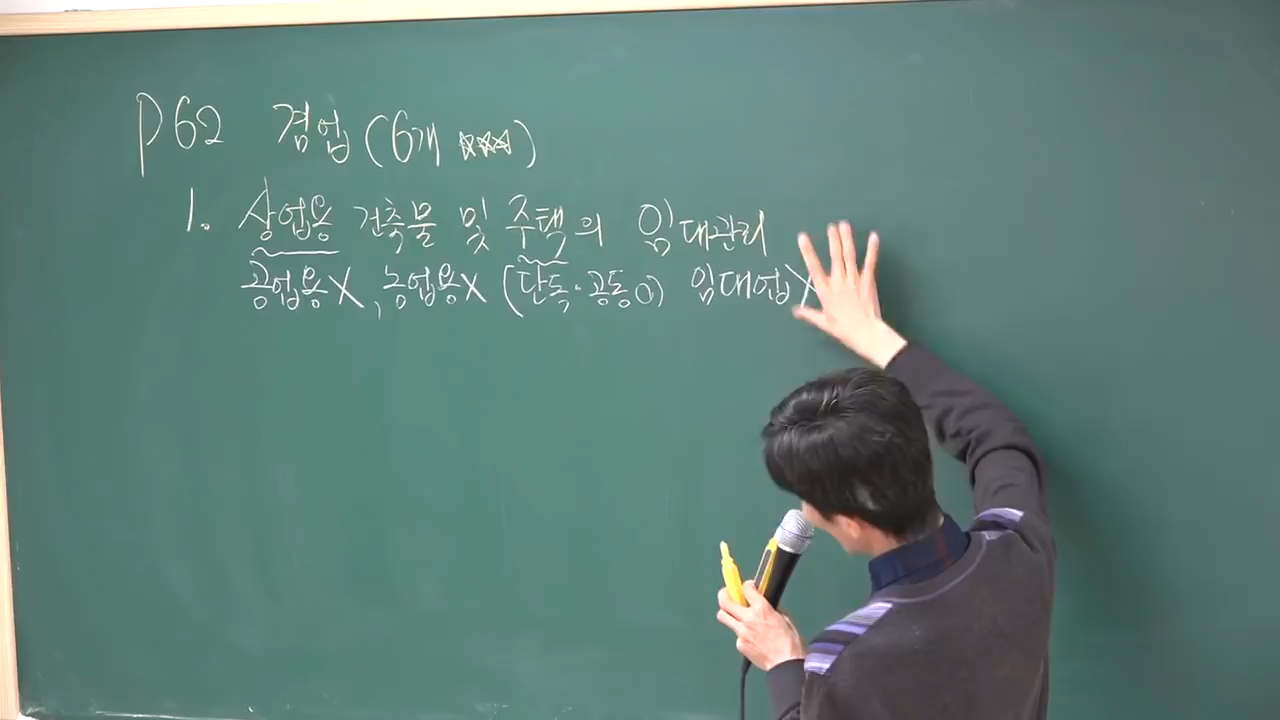 P62 겸업 (6개 ☆☆☆)
1. 상업용 건축물 및 주택의 임대관리
공업용X, 농업용X (단독·공동 O) 임대업X